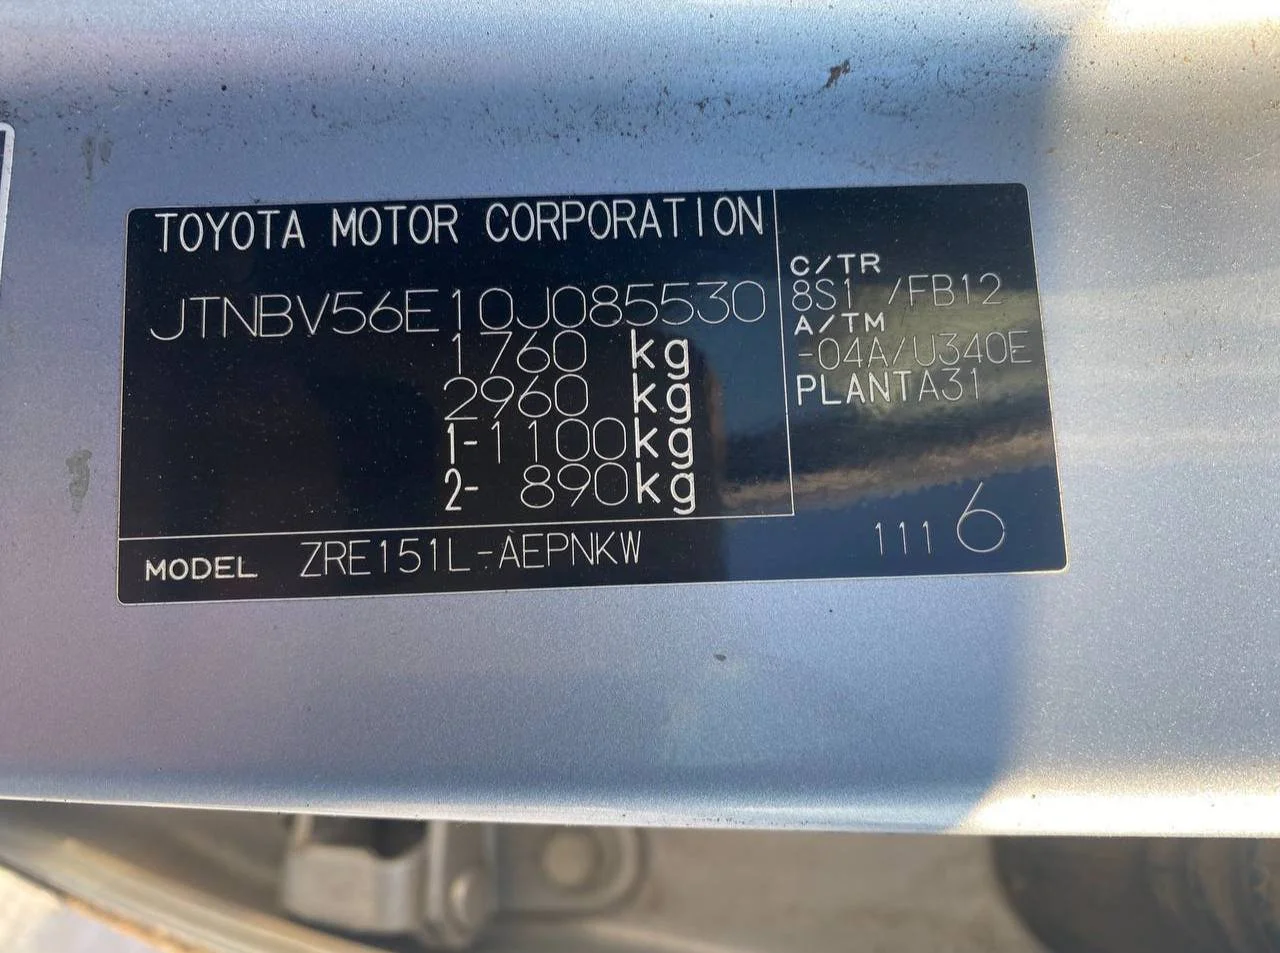 TOYOTA MOTOR CORPORATION
JTNBV56E10J085530
1760 kg
2960 kg
1-1100kg
2- 890kg
C/TR
8S1 /FB12
A/TM
-04A/U340E
PLANTA31
MODEL ZRE151L-AEPNKW
111 6